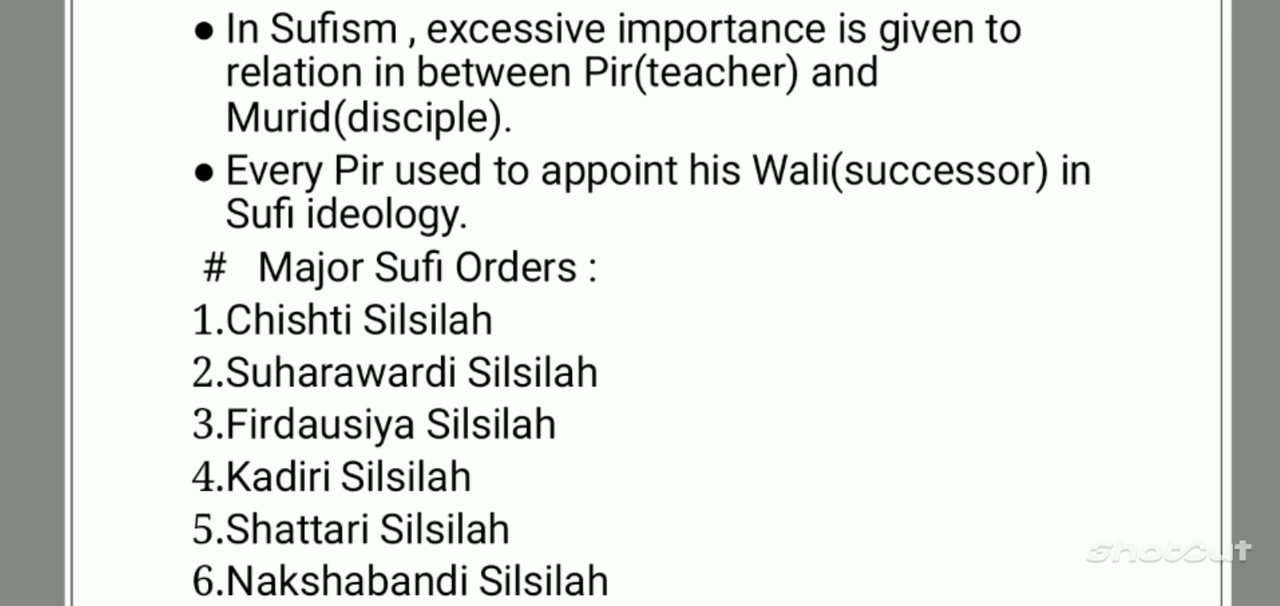 ● In Sufism , excessive importance is given to
relation in between Pir(teacher) and
Murid(disciple).
● Every Pir used to appoint his Wali(successor) in
Sufi ideology.
# Major Sufi Orders :
1.Chishti Silsilah
2.Suharawardi Silsilah
3.Firdausiya Silsilah
4.Kadiri Silsilah
5.Shattari Silsilah
6.Nakshabandi Silsilah
ShotCut